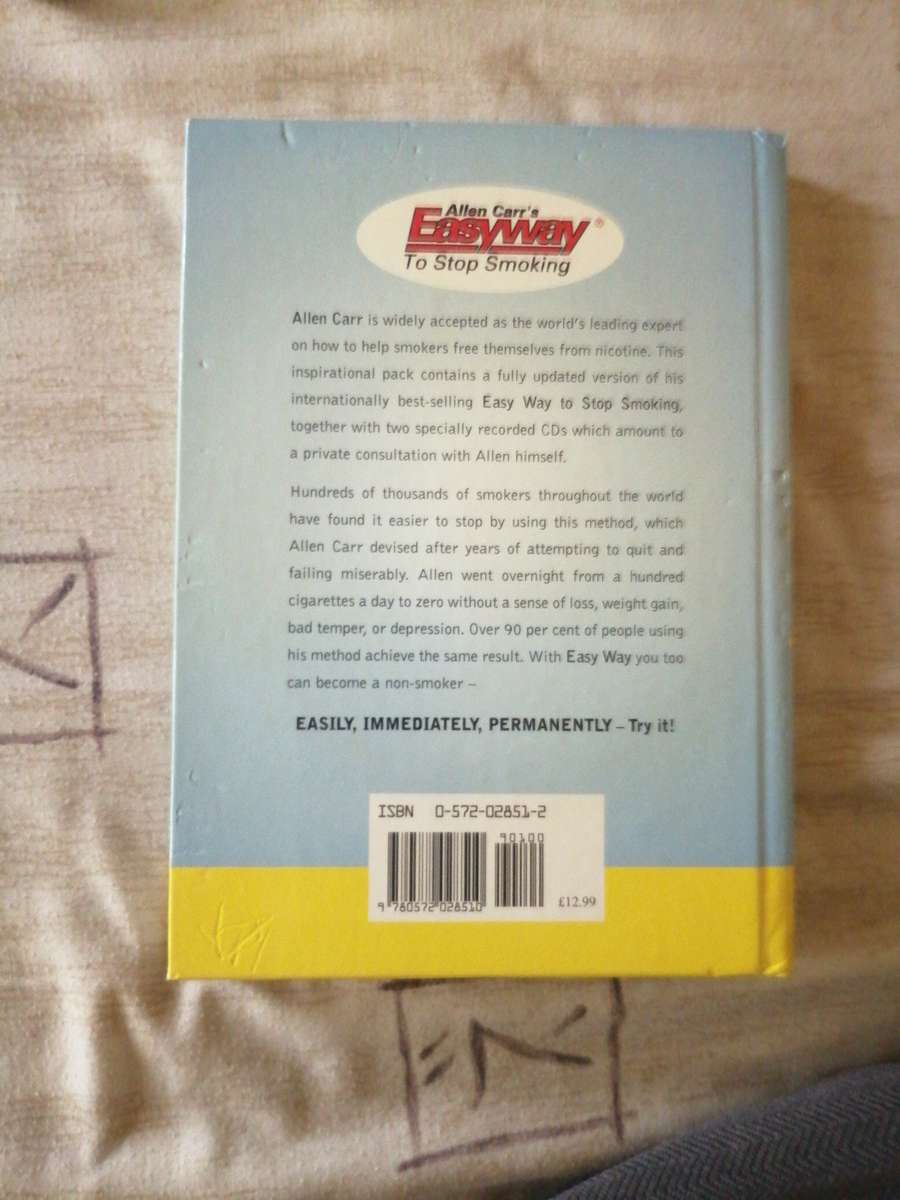 Allen Carr's
Easyway®
To Stop Smoking
Allen Carr is widely accepted as the world's leading expert
on how to help smokers free themselves from nicotine. This
inspirational pack contains a fully updated version of his
internationally best-selling Easy Way to Stop Smoking,
together with two specially recorded CDs which amount to
a private consultation with Allen himself.
Hundreds of thousands of smokers throughout the world
have found it easier to stop by using this method, which
Allen Carr devised after years of attempting to quit and
failing miserably. Allen went overnight from a hundred
cigarettes a day to zero without a sense of loss, weight gain,
bad temper, or depression. Over 90 per cent of people using
his method achieve the same result. With Easy Way you too
can become a non-smoker –
EASILY, IMMEDIATELY, PERMANENTLY – Try it!
ISBN 0-572-02851-2
90100
9 780572 028510
£12.99